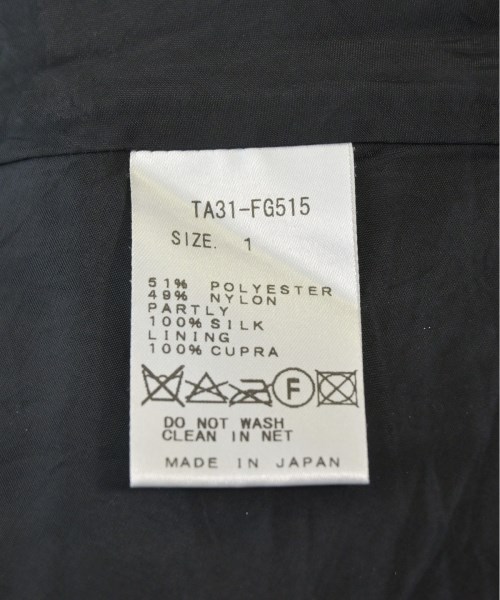 TA31-FG515
SIZE. 1
51% POLYESTER
49% NYLON
PARTLY
100% SILK
LINING
100% CUPRA
F
DO NOT WASH
CLEAN IN NET
MADE IN JAPAN